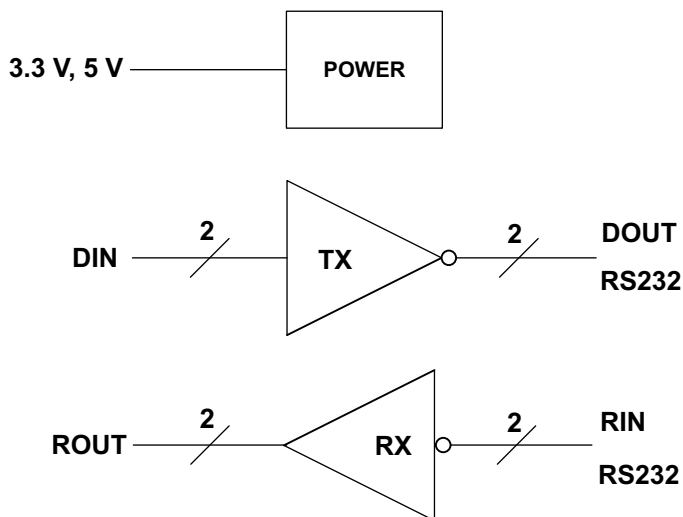 3.3 V, 5 V
POWER
DIN
2
TX
2
DOUT
RS232
ROUT
2
RX
2
RIN
RS232